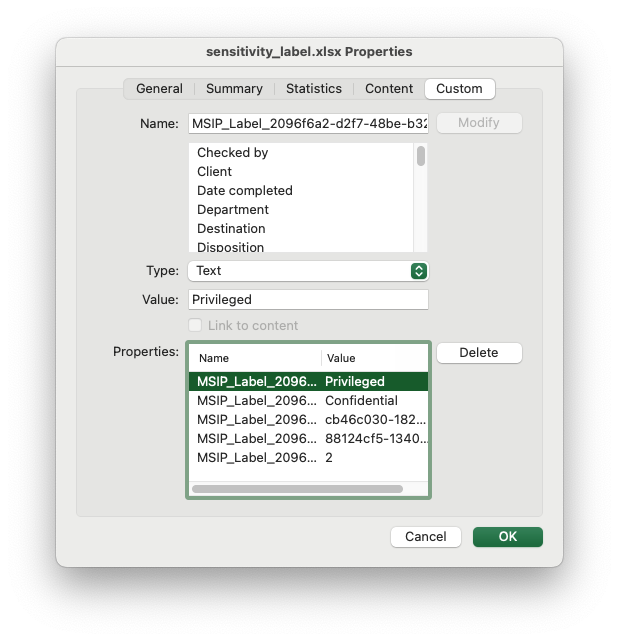 sensitivity_label.xlsx Properties
General Summary Statistics Content Custom
Name: MSIP_Label_2096f6a2-d2f7-48be-b32 Modify
Checked by
Client
Date completed
Department
Destination
Disposition
Type: Text
Value: Privileged
Link to content
Properties: Name Value Delete
MSIP_Label_2096... Privileged
MSIP_Label_2096... Confidential
MSIP_Label_2096... cb46c030-182...
MSIP_Label_2096... 88124cf5-1340...
MSIP_Label_2096... 2
Cancel OK